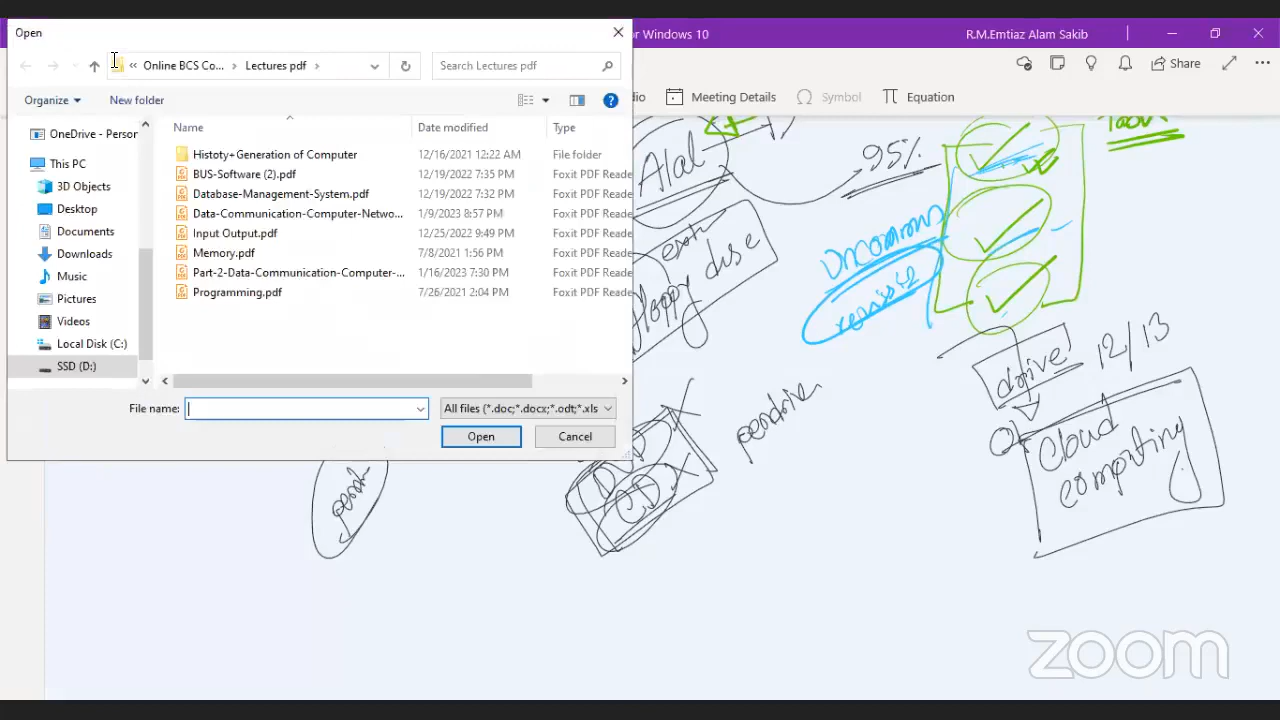 Open
or Windows 10
R.M.Emtiaz Alam Sakib
« Online BCS Co... › Lectures pdf ›
Search Lectures pdf
Share
Organize
New folder
dio
Meeting Details
Symbol
Equation
OneDrive - Person
This PC
3D Objects
Desktop
Documents
Downloads
Music
Pictures
Videos
Local Disk (C:)
SSD (D:)
Name
Date modified
Type
Histoty+Generation of Computer
12/16/2021 12:22 AM
File folder
BUS-Software (2).pdf
12/19/2022 7:35 PM
Foxit PDF Reade
Database-Management-System.pdf
12/19/2022 7:32 PM
Foxit PDF Reade
Data-Communication-Computer-Netwo...
1/9/2023 8:57 PM
Foxit PDF Reade
Input Output.pdf
12/25/2022 9:49 PM
Foxit PDF Reade
Memory.pdf
7/8/2021 1:56 PM
Foxit PDF Reade
Part-2-Data-Communication-Computer-...
1/16/2023 7:30 PM
Foxit PDF Reade
Programming.pdf
7/26/2021 2:04 PM
Foxit PDF Reade
File name:
All files (*.doc;*.docx;*.odt;*.xls
Open
Cancel
Alal
95%
uncommon
floppy disc
drive
12/13
pendrive
Cloud
computing
CD
zoom